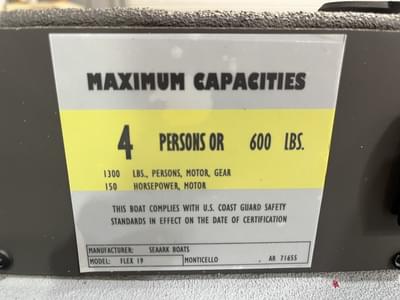 MAXIMUM CAPACITIES
4 PERSONS OR 600 LBS.
1300 LBS., PERSONS, MOTOR, GEAR
150 HORSEPOWER, MOTOR
THIS BOAT COMPLIES WITH U.S. COAST GUARD SAFETY
STANDARDS IN EFFECT ON THE DATE OF CERTIFICATION
MANUFACTURER: SEAARK BOATS
MODEL: FLEX 19 MONTICELLO , AR 71655